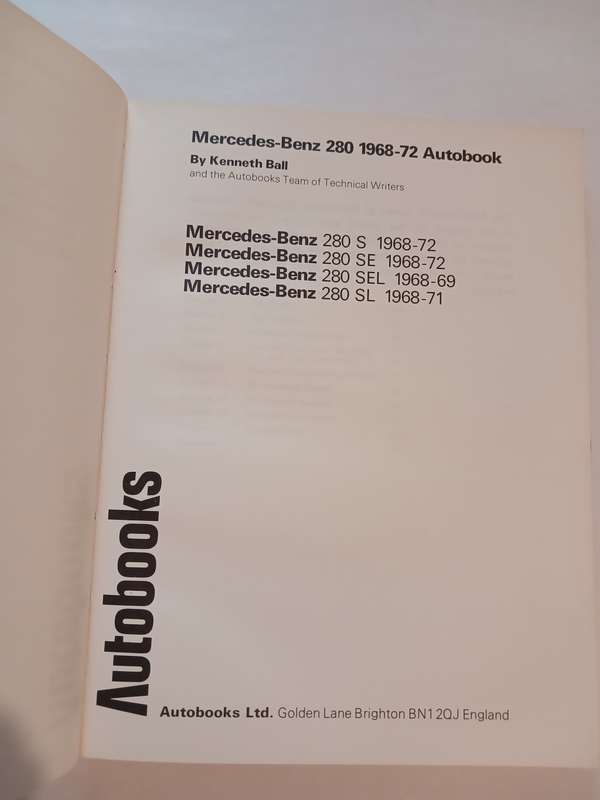 Mercedes-Benz 280 1968-72 Autobook
By Kenneth Ball
and the Autobooks Team of Technical Writers
Mercedes-Benz 280 S 1968-72
Mercedes-Benz 280 SE 1968-72
Mercedes-Benz 280 SEL 1968-69
Mercedes-Benz 280 SL 1968-71
Autobooks
Autobooks Ltd. Golden Lane Brighton BN1 2QJ England